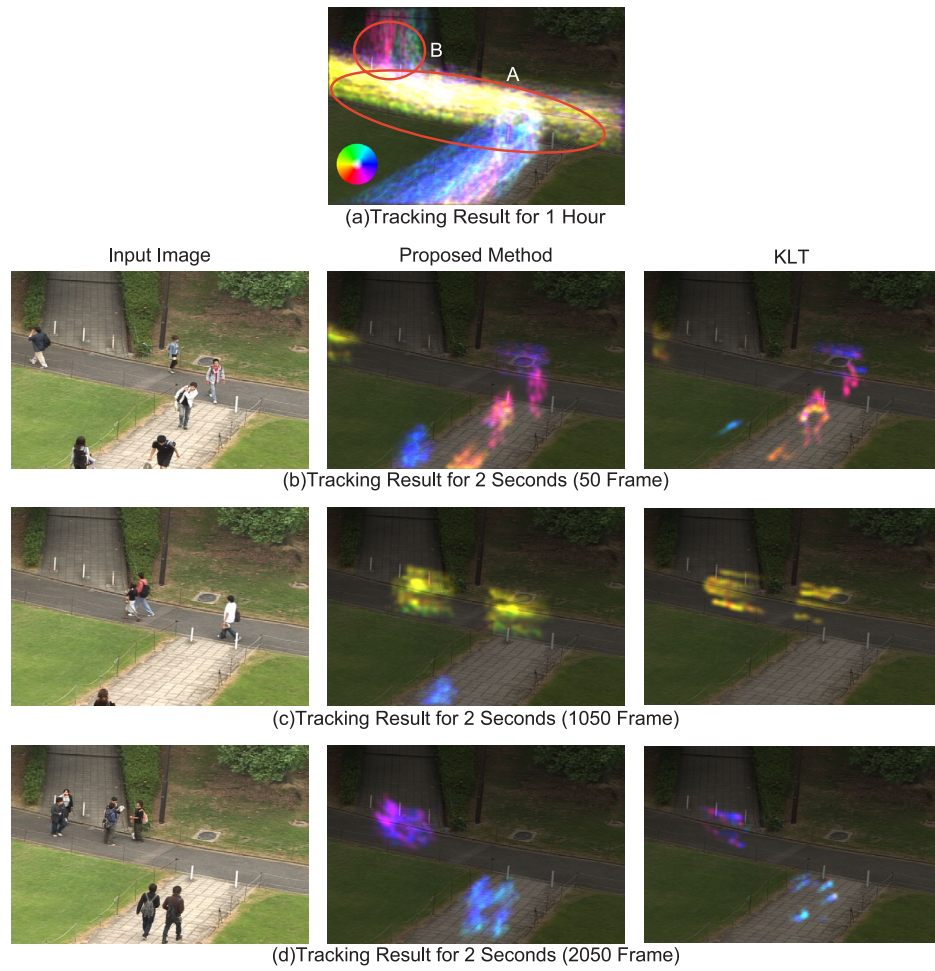 B
A
(a)Tracking Result for 1 Hour
Input Image
Proposed Method
KLT
(b)Tracking Result for 2 Seconds (50 Frame)
(c)Tracking Result for 2 Seconds (1050 Frame)
(d)Tracking Result for 2 Seconds (2050 Frame)